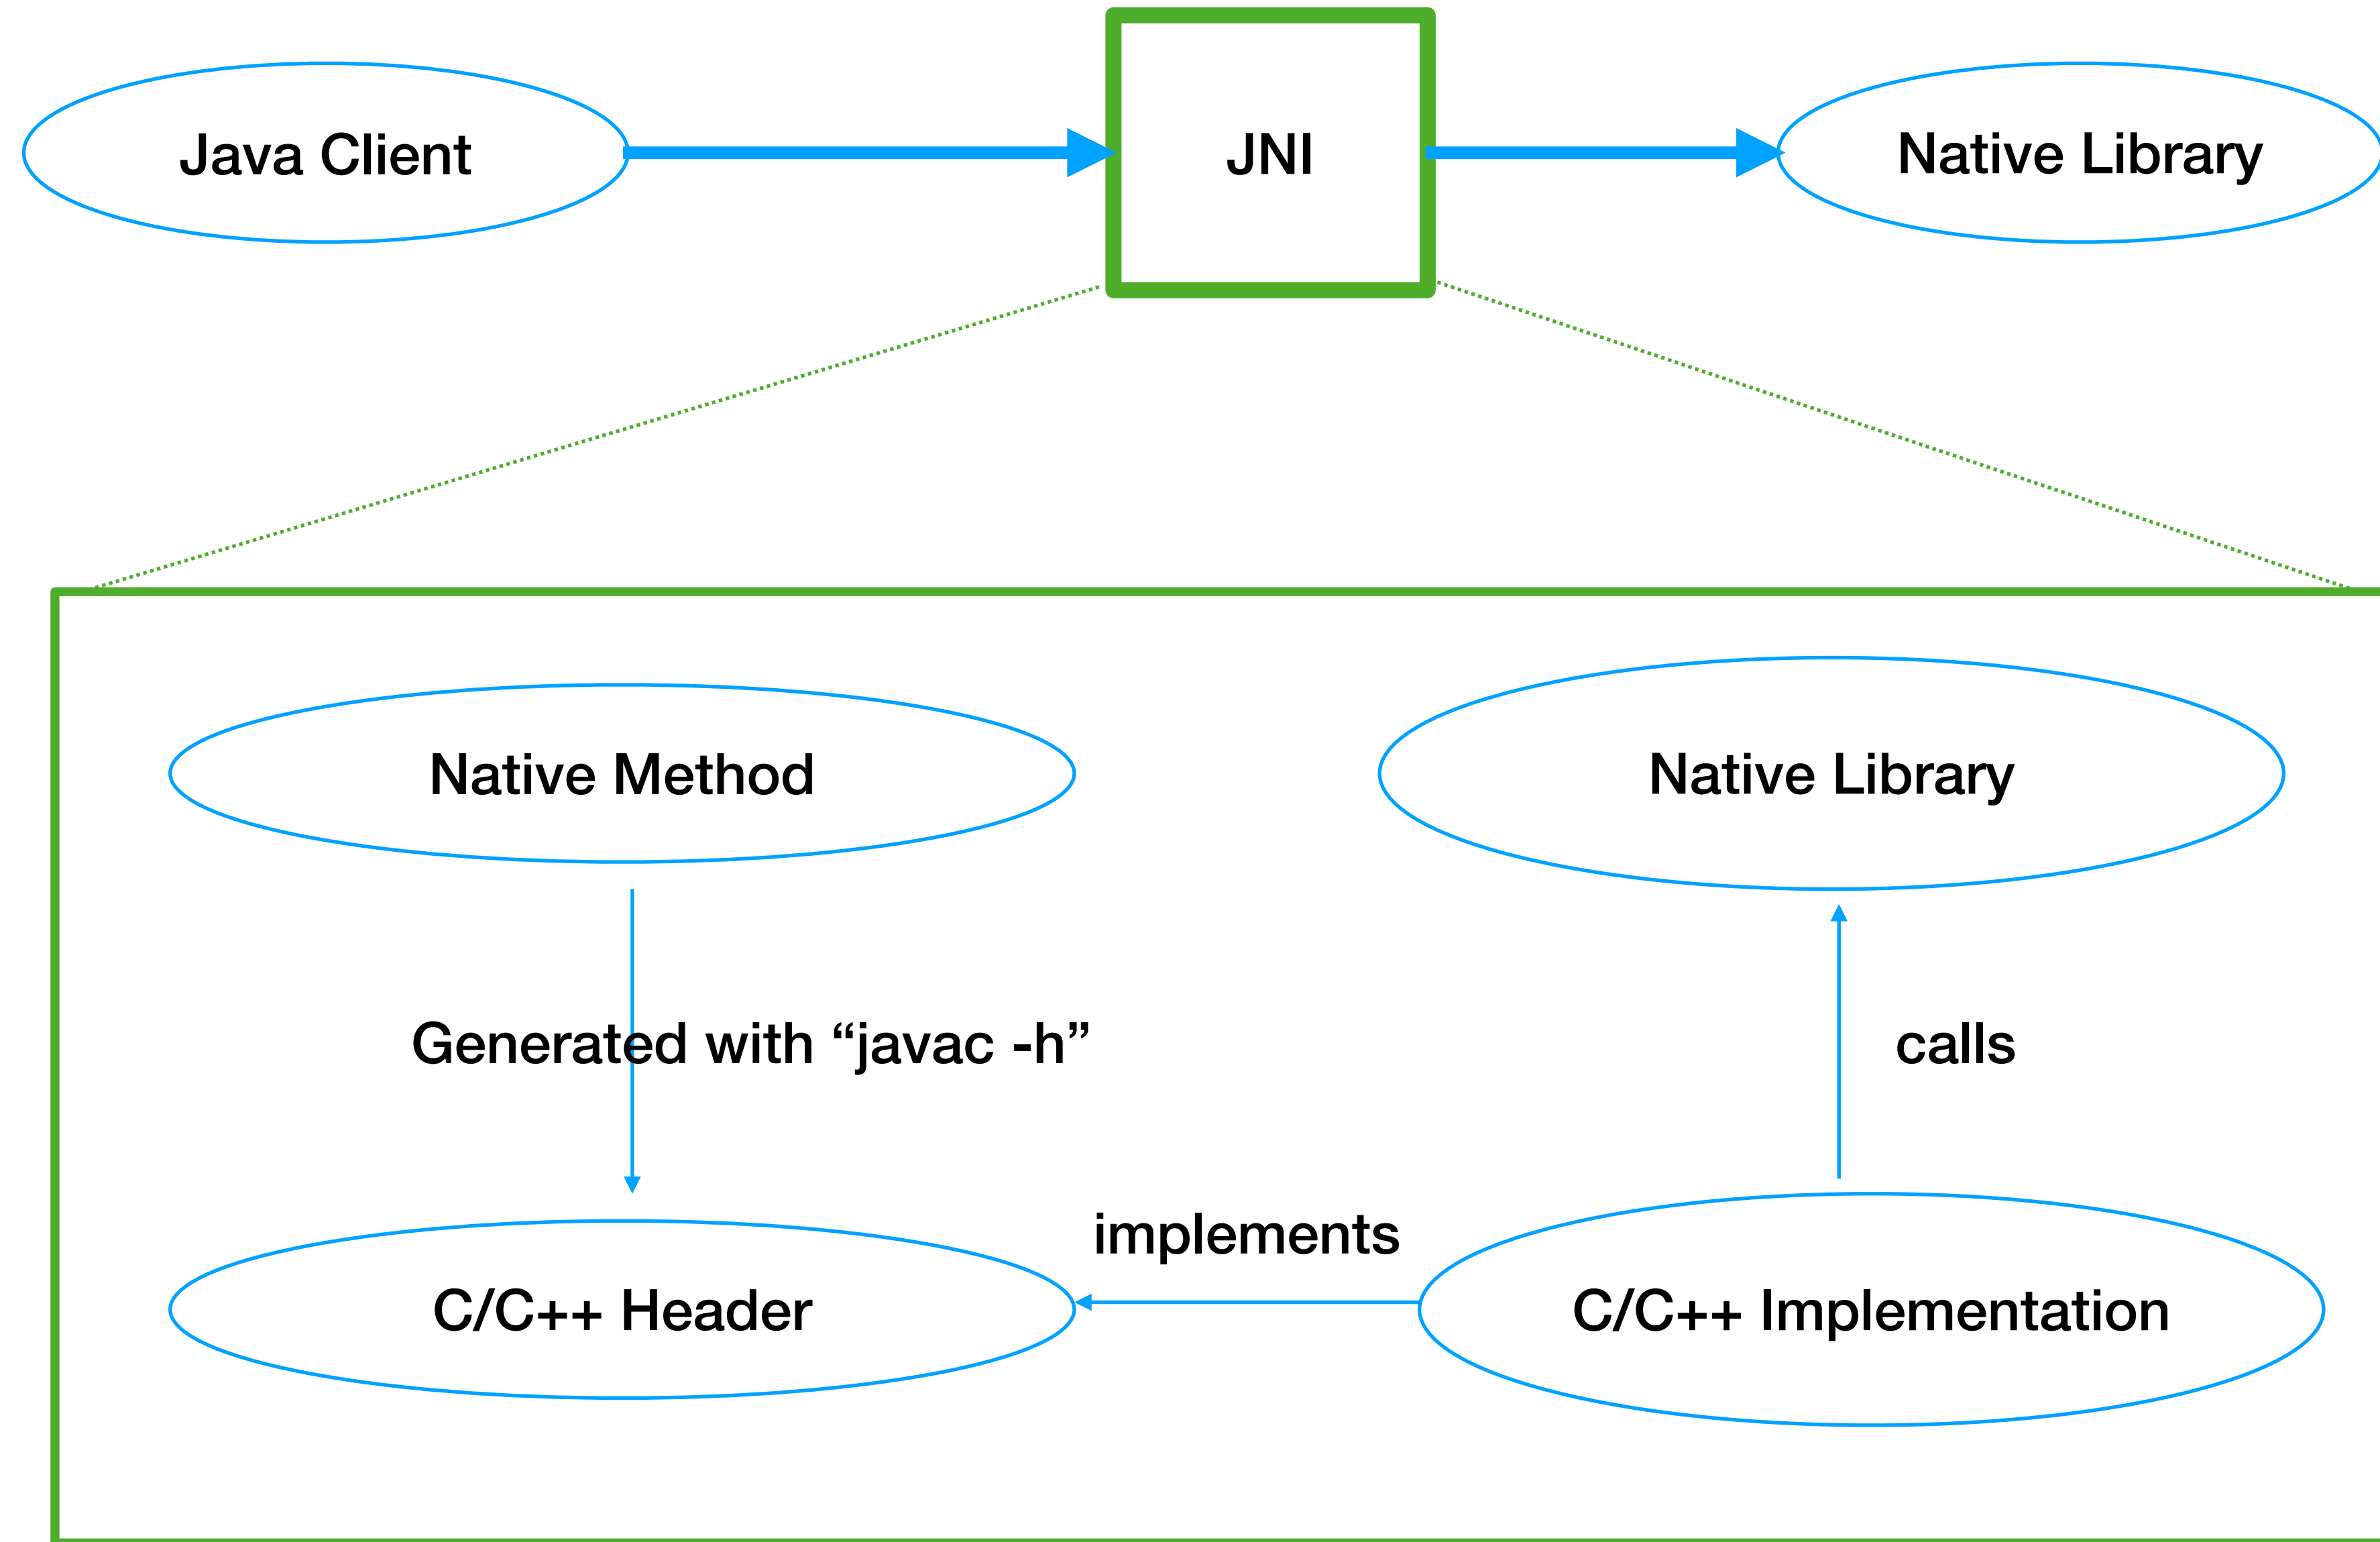 Java Client
JNI
Native Library
Native Method
Native Library
Generated with “javac -h”
calls
implements
C/C++ Header
C/C++ Implementation